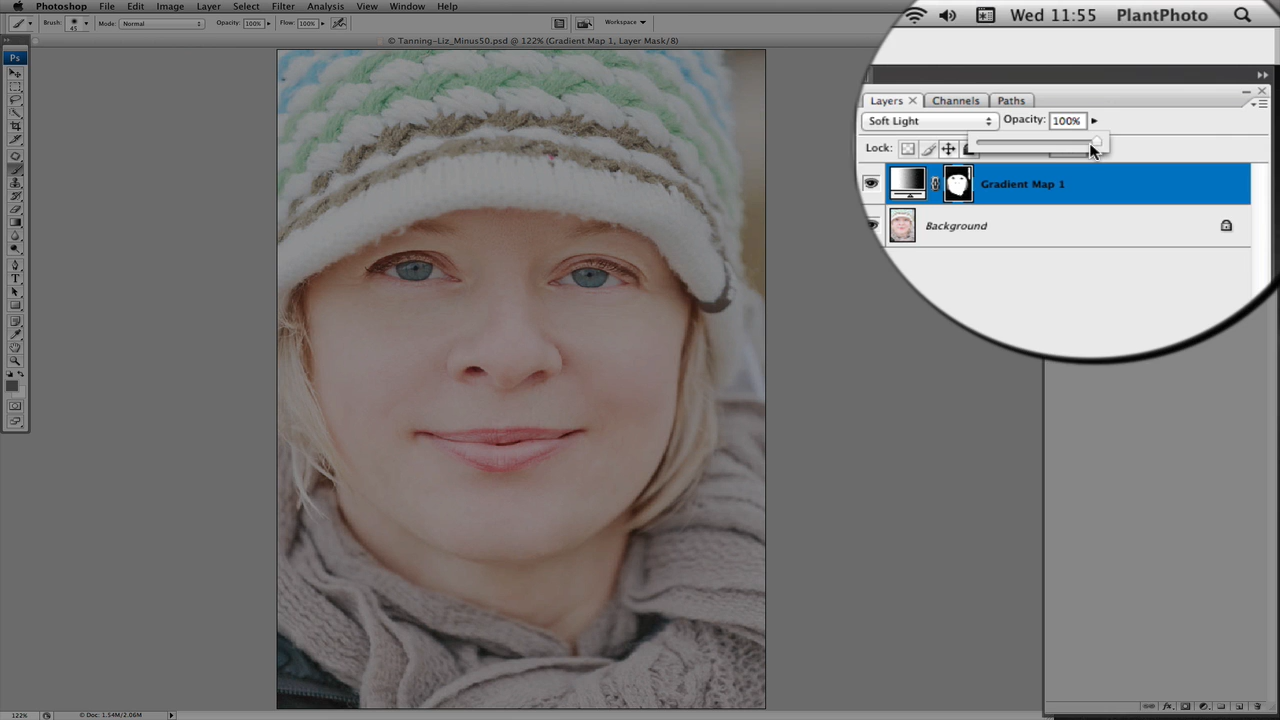 Photoshop File Edit Image Layer Select Filter Analysis View Window Help
Wed 11:55 PlantPhoto
Brush: 45 Mode: Normal Opacity: 100% Flow: 100% Workspace
© Tanning-Liz_Minus50.psd @ 122% (Gradient Map 1, Layer Mask/8)
Ps
Layers Channels Paths
Soft Light Opacity: 100%
Lock:
Gradient Map 1
Background
T
122% © Doc: 1.54M/2.06M
fx